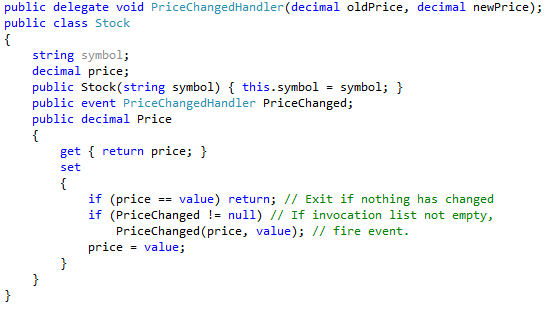 public delegate void PriceChangedHandler(decimal oldPrice, decimal newPrice);
public class Stock
{
    string symbol;
    decimal price;
    public Stock(string symbol) { this.symbol = symbol; }
    public event PriceChangedHandler PriceChanged;
    public decimal Price
    {
        get { return price; }
        set
        {
            if (price == value) return; // Exit if nothing has changed
            if (PriceChanged != null) // If invocation list not empty,
                PriceChanged(price, value); // fire event.
            price = value;
        }
    }
}